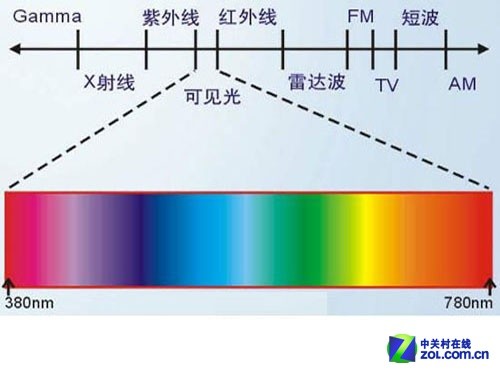 Gamma
紫外线
红外线
FM
短波
X射线
可见光
雷达波
TV
AM
380nm
780nm
中关村在线
ZOL.com.cn